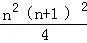 n² (n+1 ) ²
4